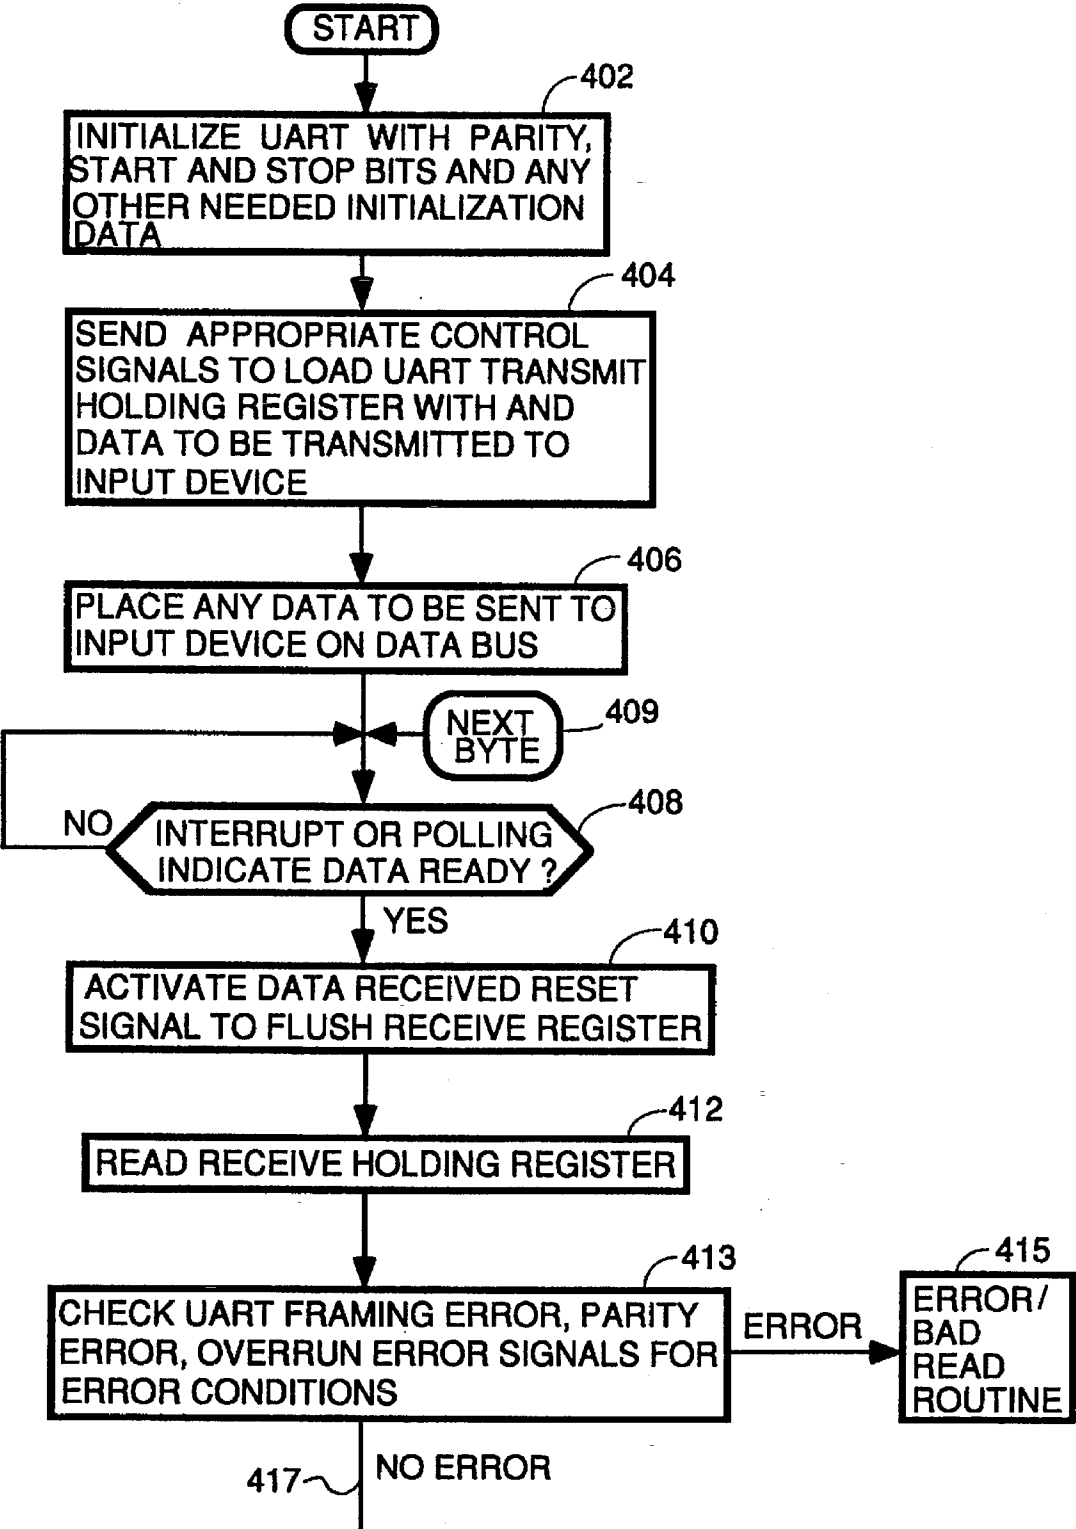 START
402
INITIALIZE UART WITH PARITY,
START AND STOP BITS AND ANY
OTHER NEEDED INITIALIZATION
DATA
404
SEND APPROPRIATE CONTROL
SIGNALS TO LOAD UART TRANSMIT
HOLDING REGISTER WITH AND
DATA TO BE TRANSMITTED TO
INPUT DEVICE
406
PLACE ANY DATA TO BE SENT TO
INPUT DEVICE ON DATA BUS
NEXT
BYTE
409
408
NO
INTERRUPT OR POLLING
INDICATE DATA READY ?
YES
410
ACTIVATE DATA RECEIVED RESET
SIGNAL TO FLUSH RECEIVE REGISTER
412
READ RECEIVE HOLDING REGISTER
413
CHECK UART FRAMING ERROR, PARITY
ERROR, OVERRUN ERROR SIGNALS FOR
ERROR CONDITIONS
ERROR
415
ERROR/
BAD
READ
ROUTINE
417
NO ERROR